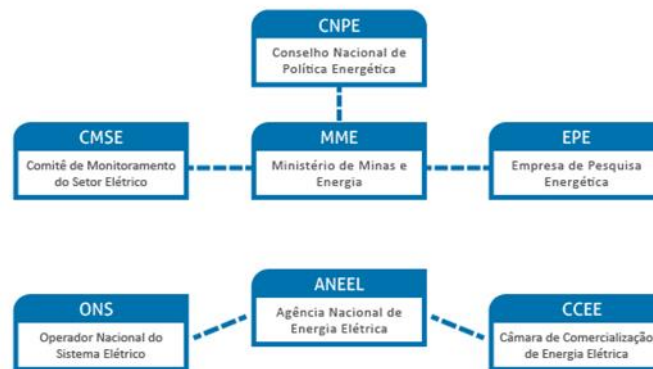 CNPE
Conselho Nacional de
Política Energética
CMSE
Comitê de Monitoramento
do Setor Elétrico
MME
Ministério de Minas e
Energia
EPE
Empresa de Pesquisa
Energética
ONS
Operador Nacional do
Sistema Elétrico
ANEEL
Agência Nacional de
Energia Elétrica
CCEE
Câmara de Comercialização
de Energia Elétrica